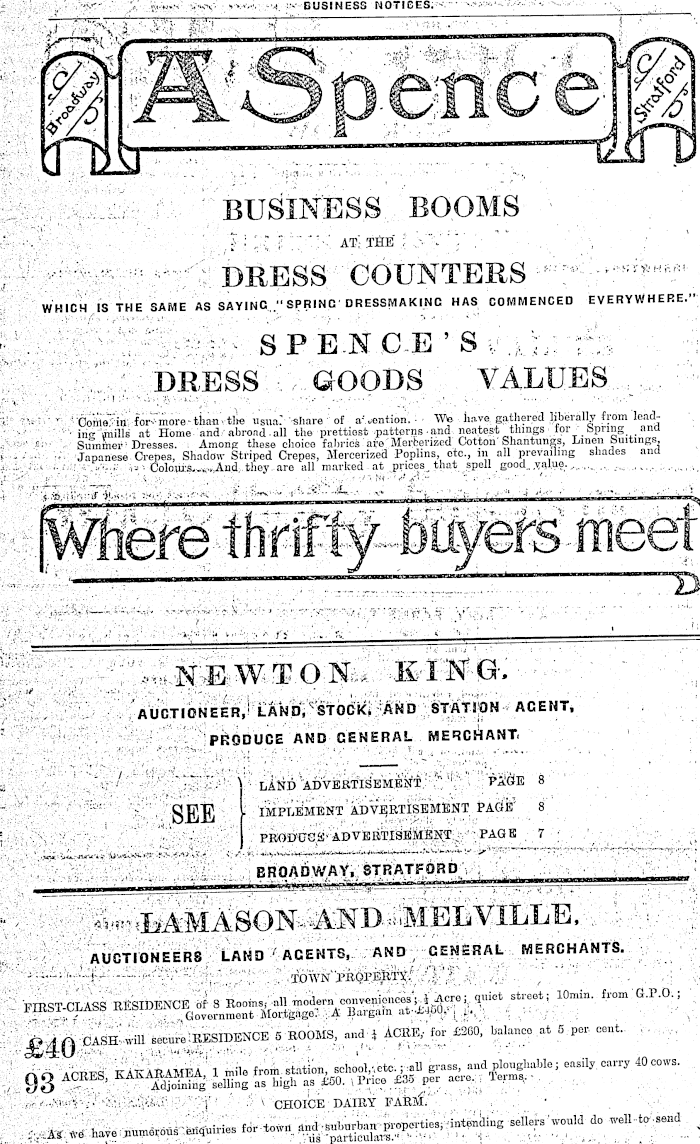 BUSINESS NOTICES.
Broadway
A Spence
Stratford
BUSINESS BOOMS
AT THE
DRESS COUNTERS
WHICH IS THE SAME AS SAYING "SPRING DRESSMAKING HAS COMMENCED EVERYWHERE."
SPENCE'S
DRESS GOODS VALUES
Come in for more than the usual share of attention. We have gathered liberally from lead-
ing mills at Home and abroad all the prettiest patterns and neatest things for Spring and
Summer Dresses. Among these choice fabrics are Mercerized Cotton Shantungs, Linen Suitings,
Japanese Crepes, Shadow Striped Crepes, Mercerized Poplins, etc., in all prevailing shades and
Colours. And they are all marked at prices that spell good value.
Where thrifty buyers meet
NEWTON KING.
AUCTIONEER, LAND, STOCK, AND STATION AGENT,
PRODUCE AND GENERAL MERCHANT.
SEE
LAND ADVERTISEMENT PAGE 8
IMPLEMENT ADVERTISEMENT PAGE 8
PRODUCE ADVERTISEMENT PAGE 7
BROADWAY, STRATFORD
LAMASON AND MELVILLE,
AUCTIONEERS LAND AGENTS, AND GENERAL MERCHANTS.
TOWN PROPERTY.
FIRST-CLASS RESIDENCE of 8 Rooms, all modern conveniences; Acre; quiet street; 10min. from G.P.O.;
Government Mortgage. A Bargain at
£40 CASH will secure RESIDENCE 5 ROOMS, and ¼ ACRE, for £260, balance at 5 per cent.
93 ACRES, KAKARAMEA, 1 mile from station, school, etc.; all grass, and ploughable; easily carry 40 cows.
Adjoining selling as high as £50. Price £35 per acre. Terms.
CHOICE DAIRY FARM.
As we have numerous enquiries for town and suburban properties, intending sellers would do well to send
us particulars.